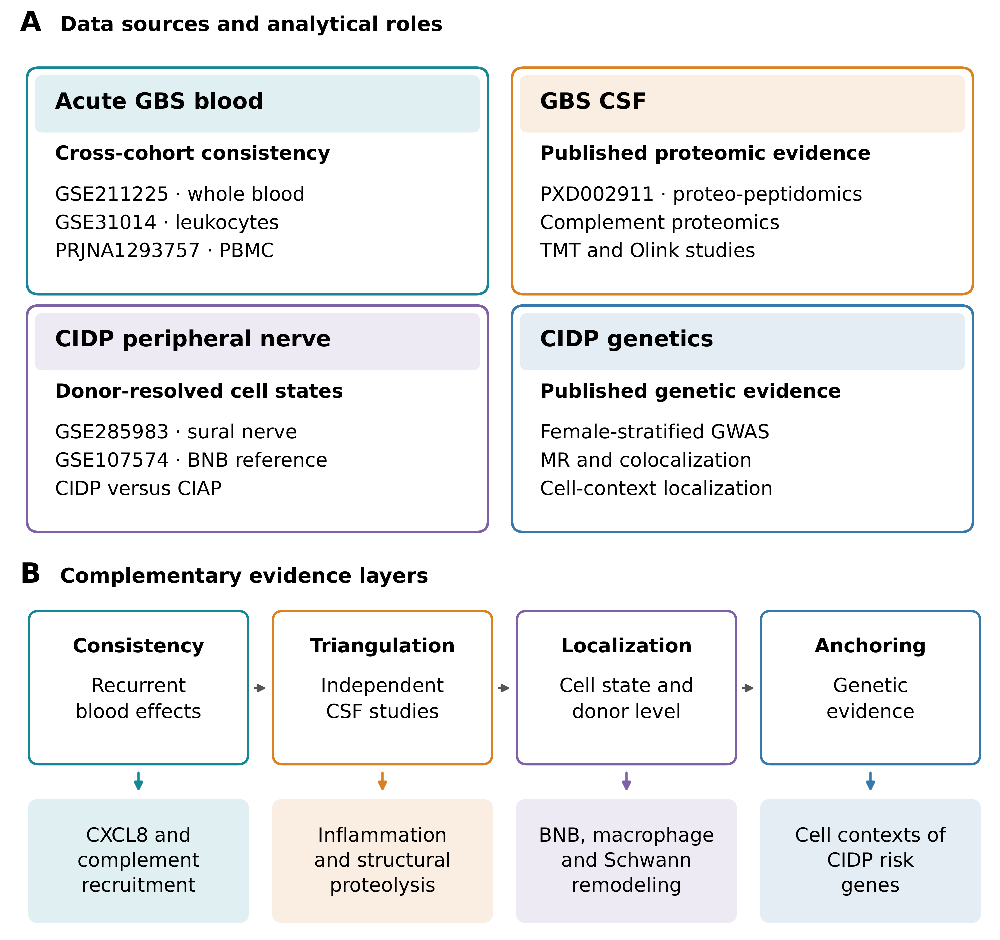 A Data sources and analytical roles
Acute GBS blood
Cross-cohort consistency
GSE211225 · whole blood
GSE31014 · leukocytes
PRJNA1293757 · PBMC
GBS CSF
Published proteomic evidence
PXD002911 · proteo-peptidomics
Complement proteomics
TMT and Olink studies
CIDP peripheral nerve
Donor-resolved cell states
GSE285983 · sural nerve
GSE107574 · BNB reference
CIDP versus CIAP
CIDP genetics
Published genetic evidence
Female-stratified GWAS
MR and colocalization
Cell-context localization
B Complementary evidence layers
Consistency
Recurrent
blood effects
Triangulation
Independent
CSF studies
Localization
Cell state and
donor level
Anchoring
Genetic
evidence
CXCL8 and
complement
recruitment
Inflammation
and structural
proteolysis
BNB, macrophage
and Schwann
remodeling
Cell contexts of
CIDP risk
genes